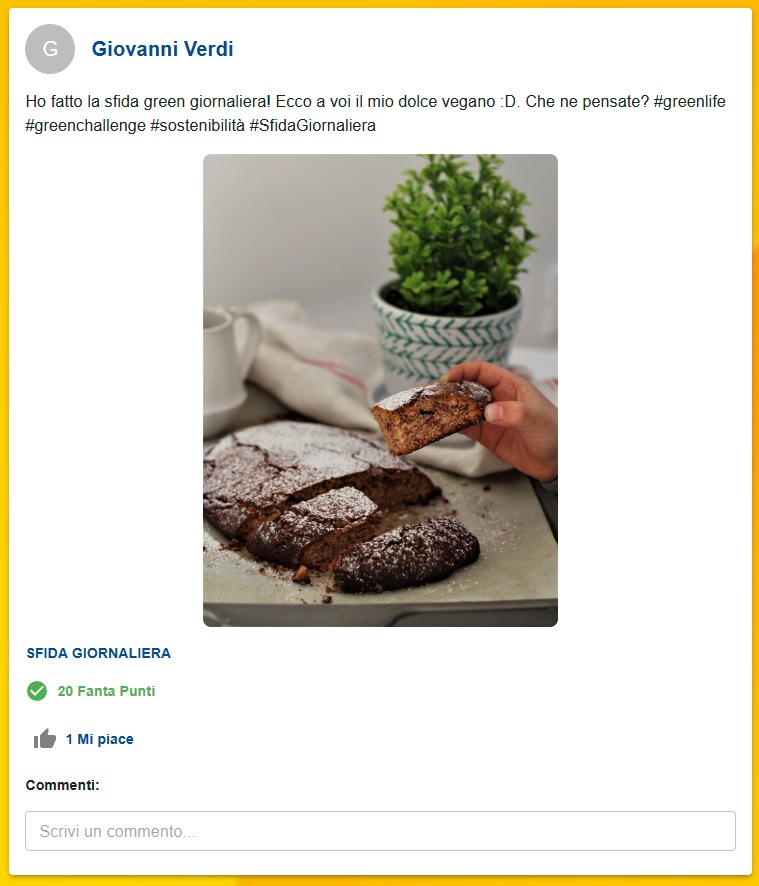 G
Giovanni Verdi
Ho fatto la sfida green giornaliera! Ecco a voi il mio dolce vegano :D. Che ne pensate? #greenlife
#greenchallenge #sostenibilità #SfidaGiornaliera
SFIDA GIORNALIERA
20 Fanta Punti
1 Mi piace
Commenti:
Scrivi un commento...